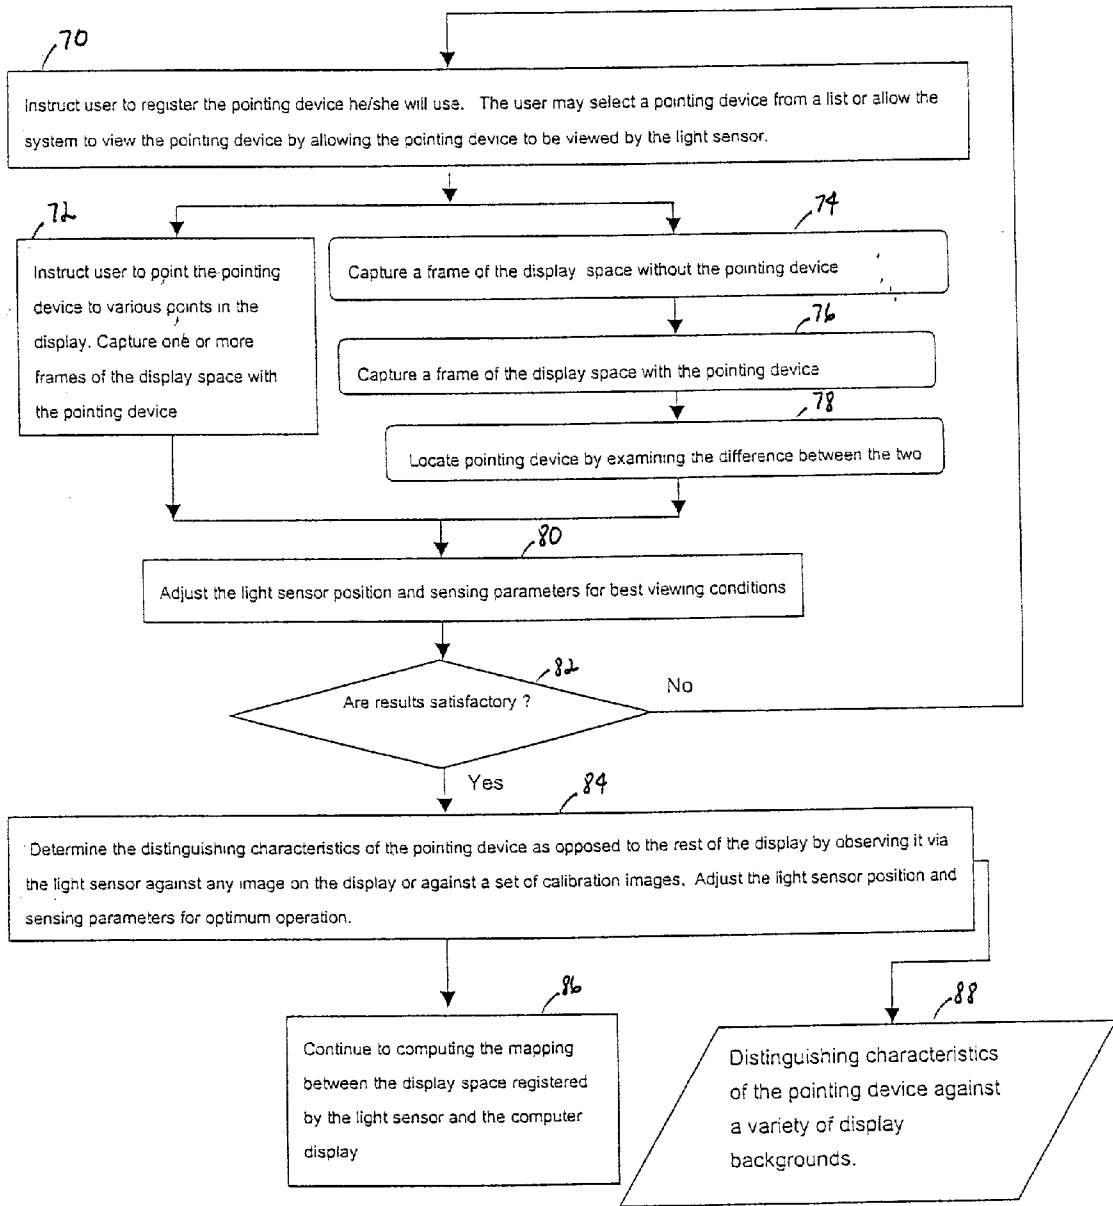 70
Instruct user to register the pointing device he/she will use. The user may select a pointing device from a list or allow the
system to view the pointing device by allowing the pointing device to be viewed by the light sensor.
72
Instruct user to point the pointing
device to various points in the
display. Capture one or more
frames of the display space with
the pointing device
74
Capture a frame of the display space without the pointing device
76
Capture a frame of the display space with the pointing device
78
Locate pointing device by examining the difference between the two
80
Adjust the light sensor position and sensing parameters for best viewing conditions
82
Are results satisfactory ?
No
Yes
84
Determine the distinguishing characteristics of the pointing device as opposed to the rest of the display by observing it via
the light sensor against any image on the display or against a set of calibration images. Adjust the light sensor position and
sensing parameters for optimum operation.
86
Continue to computing the mapping
between the display space registered
by the light sensor and the computer
display
88
Distinguishing characteristics
of the pointing device against
a variety of display
backgrounds.